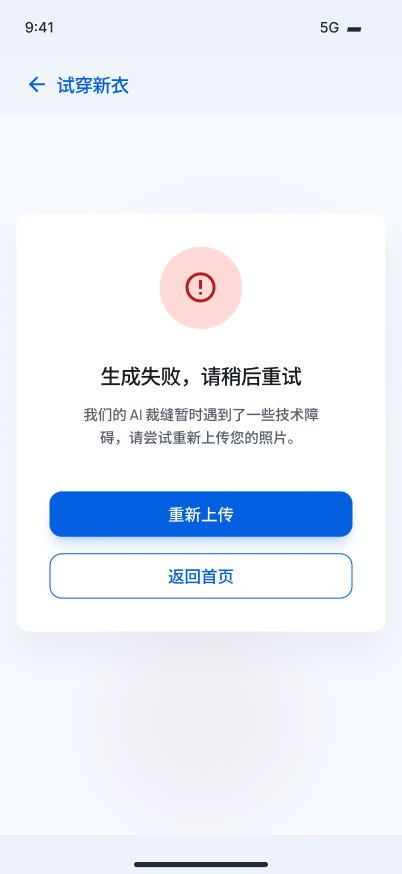 9:41
5G
试穿新衣
生成失败，请稍后重试
我们的 AI 裁缝暂时遇到了一些技术障
碍，请尝试重新上传您的照片。
重新上传
返回首页